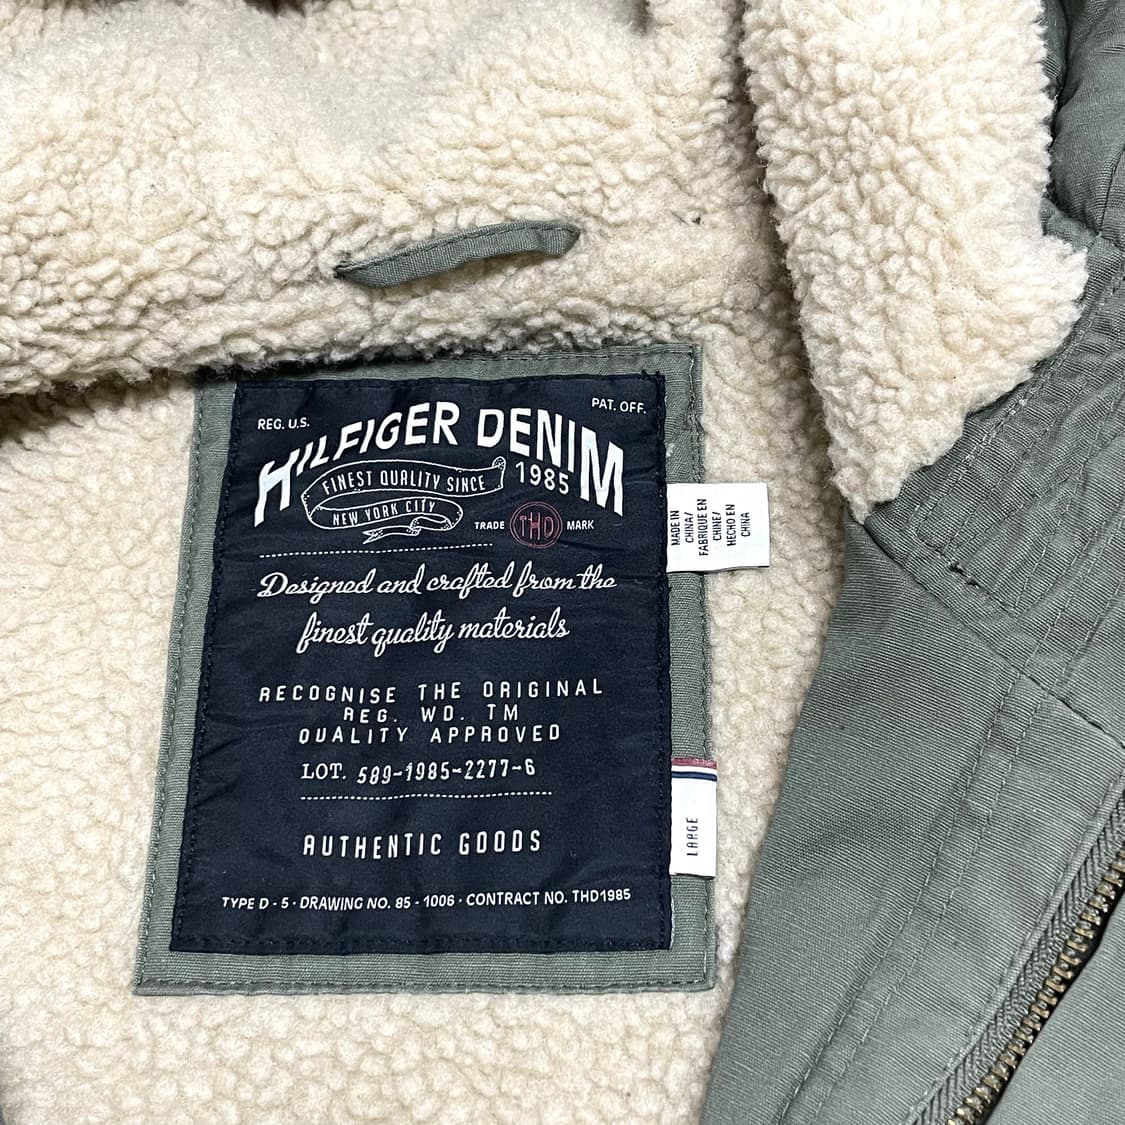 REG. U.S.
PAT. OFF.
HILFIGER DENIM
FINEST QUALITY SINCE
1985
NEW YORK CITY
TRADE THD MARK
Designed and crafted from the
finest quality materials
RECOGNISE THE ORIGINAL
REG. WD. TM
QUALITY APPROVED
LOT. 589-1985-2277-6
AUTHENTIC GOODS
TYPE D - 5 · DRAWING NO. 85 - 1006 · CONTRACT NO. THD1985
MADE IN
CHINA/
FABRIQUE EN
CHINE/
HECHO EN
CHINA
LARGE